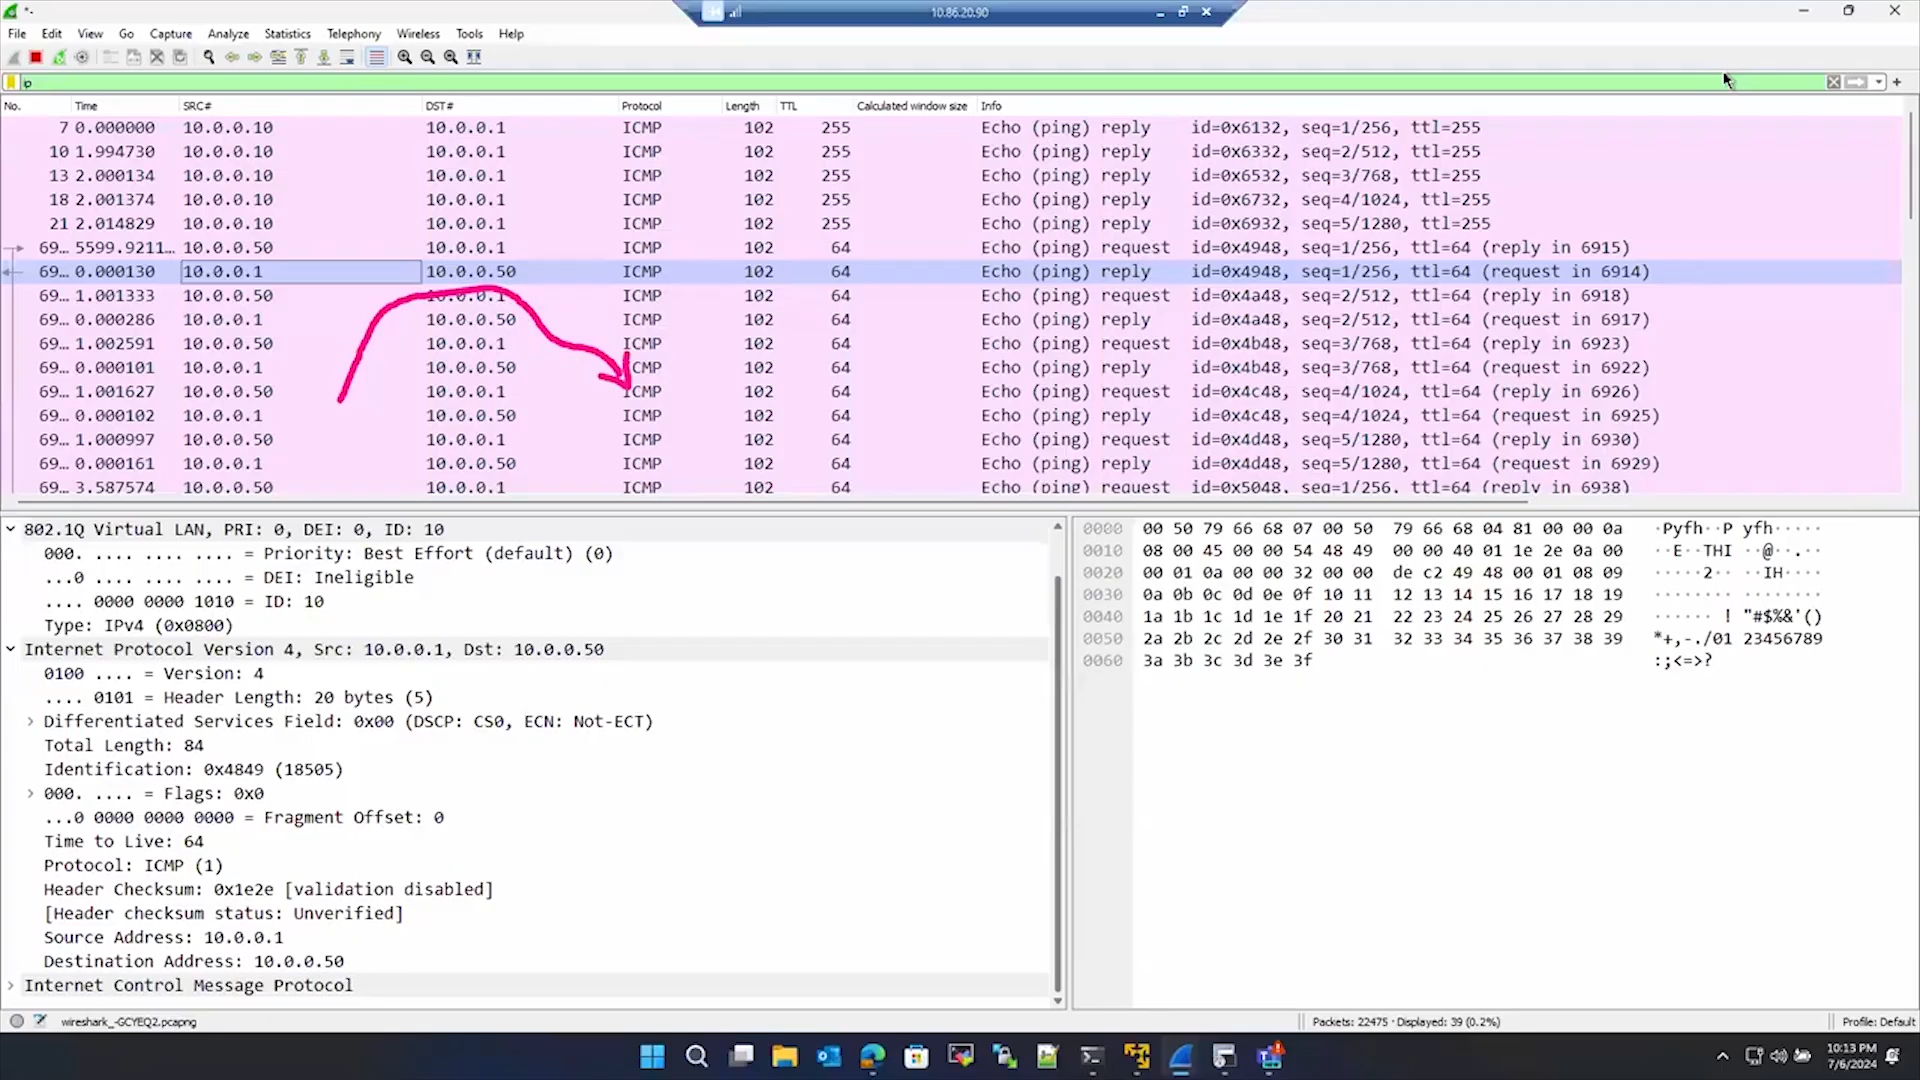 10.86.20.90
File Edit View Go Capture Analyze Statistics Telephony Wireless Tools Help
ip
No. Time SRC# DST# Protocol Length TTL Calculated window size Info
7 0.000000 10.0.0.10 10.0.0.1 ICMP 102 255 Echo (ping) reply id=0x6132, seq=1/256, ttl=255
10 1.994730 10.0.0.10 10.0.0.1 ICMP 102 255 Echo (ping) reply id=0x6332, seq=2/512, ttl=255
13 2.000134 10.0.0.10 10.0.0.1 ICMP 102 255 Echo (ping) reply id=0x6532, seq=3/768, ttl=255
18 2.001374 10.0.0.10 10.0.0.1 ICMP 102 255 Echo (ping) reply id=0x6732, seq=4/1024, ttl=255
21 2.014829 10.0.0.10 10.0.0.1 ICMP 102 255 Echo (ping) reply id=0x6932, seq=5/1280, ttl=255
69… 5599.9211… 10.0.0.50 10.0.0.1 ICMP 102 64 Echo (ping) request id=0x4948, seq=1/256, ttl=64 (reply in 6915)
69… 0.000130 10.0.0.1 10.0.0.50 ICMP 102 64 Echo (ping) reply id=0x4948, seq=1/256, ttl=64 (request in 6914)
69… 1.001333 10.0.0.50 10.0.0.1 ICMP 102 64 Echo (ping) request id=0x4a48, seq=2/512, ttl=64 (reply in 6918)
69… 0.000286 10.0.0.1 10.0.0.50 ICMP 102 64 Echo (ping) reply id=0x4a48, seq=2/512, ttl=64 (request in 6917)
69… 1.002591 10.0.0.50 10.0.0.1 ICMP 102 64 Echo (ping) request id=0x4b48, seq=3/768, ttl=64 (reply in 6923)
69… 0.000101 10.0.0.1 10.0.0.50 ICMP 102 64 Echo (ping) reply id=0x4b48, seq=3/768, ttl=64 (request in 6922)
69… 1.001627 10.0.0.50 10.0.0.1 ICMP 102 64 Echo (ping) request id=0x4c48, seq=4/1024, ttl=64 (reply in 6926)
69… 0.000102 10.0.0.1 10.0.0.50 ICMP 102 64 Echo (ping) reply id=0x4c48, seq=4/1024, ttl=64 (request in 6925)
69… 1.000997 10.0.0.50 10.0.0.1 ICMP 102 64 Echo (ping) request id=0x4d48, seq=5/1280, ttl=64 (reply in 6930)
69… 0.000161 10.0.0.1 10.0.0.50 ICMP 102 64 Echo (ping) reply id=0x4d48, seq=5/1280, ttl=64 (request in 6929)
69… 3.587574 10.0.0.50 10.0.0.1 ICMP 102 64 Echo (ping) request id=0x5048, seq=1/256, ttl=64 (reply in 6938)
802.1Q Virtual LAN, PRI: 0, DEI: 0, ID: 10
000. .... .... .... = Priority: Best Effort (default) (0)
...0 .... .... .... = DEI: Ineligible
.... 0000 0000 1010 = ID: 10
Type: IPv4 (0x0800)
Internet Protocol Version 4, Src: 10.0.0.1, Dst: 10.0.0.50
0100 .... = Version: 4
.... 0101 = Header Length: 20 bytes (5)
Differentiated Services Field: 0x00 (DSCP: CS0, ECN: Not-ECT)
Total Length: 84
Identification: 0x4849 (18505)
000. .... = Flags: 0x0
...0 0000 0000 0000 = Fragment Offset: 0
Time to Live: 64
Protocol: ICMP (1)
Header Checksum: 0x1e2e [validation disabled]
[Header checksum status: Unverified]
Source Address: 10.0.0.1
Destination Address: 10.0.0.50
Internet Control Message Protocol
0000 00 50 79 66 68 07 00 50 79 66 68 04 81 00 00 0a ·Pyfh··P yfh·····
0010 08 00 45 00 00 54 48 49 00 00 40 01 1e 2e 0a 00 ··E··THI ··@··.··
0020 00 01 0a 00 00 32 00 00 de c2 49 48 00 01 08 09 ·····2·· ··IH····
0030 0a 0b 0c 0d 0e 0f 10 11 12 13 14 15 16 17 18 19 ········ ········
0040 1a 1b 1c 1d 1e 1f 20 21 22 23 24 25 26 27 28 29 ······ ! "#$%&'()
0050 2a 2b 2c 2d 2e 2f 30 31 32 33 34 35 36 37 38 39 *+,-./01 23456789
0060 3a 3b 3c 3d 3e 3f :;<=>?
wireshark_-GCYEQ2.pcapng Packets: 22475 · Displayed: 39 (0.2%) Profile: Default
10:13 PM
7/6/2024